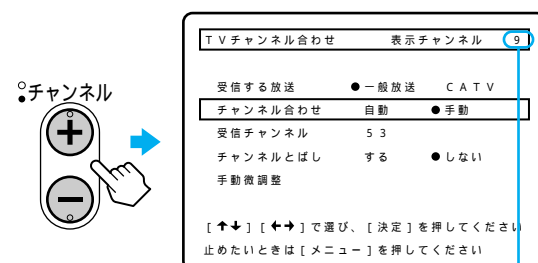 チャンネル
＋
−
TVチャンネル合わせ 表示チャンネル 9
受信する放送 ●一般放送 CATV
チャンネル合わせ 自動 ●手動
受信チャンネル 53
チャンネルとばし する ●しない
手動微調整
[↑↓][←→]で選び、[決定]を押してください
止めたいときは[メニュー]を押してください